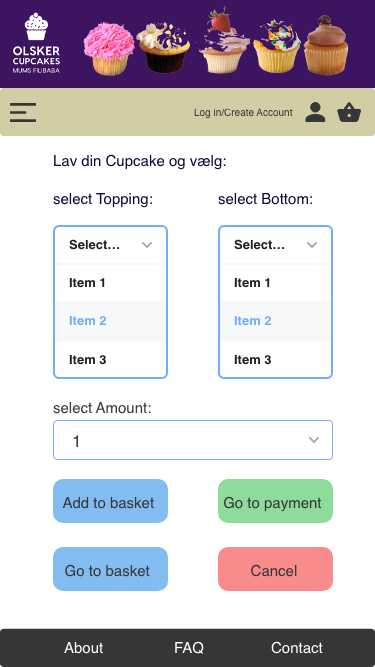 OLSKER
CUPCAKES
MUMS FILIBABA
Log in/Create Account
Lav din Cupcake og vælg:
select Topping: select Bottom:
Select... Select...
Item 1 Item 1
Item 2 Item 2
Item 3 Item 3
select Amount:
1
Add to basket Go to payment
Go to basket Cancel
About FAQ Contact